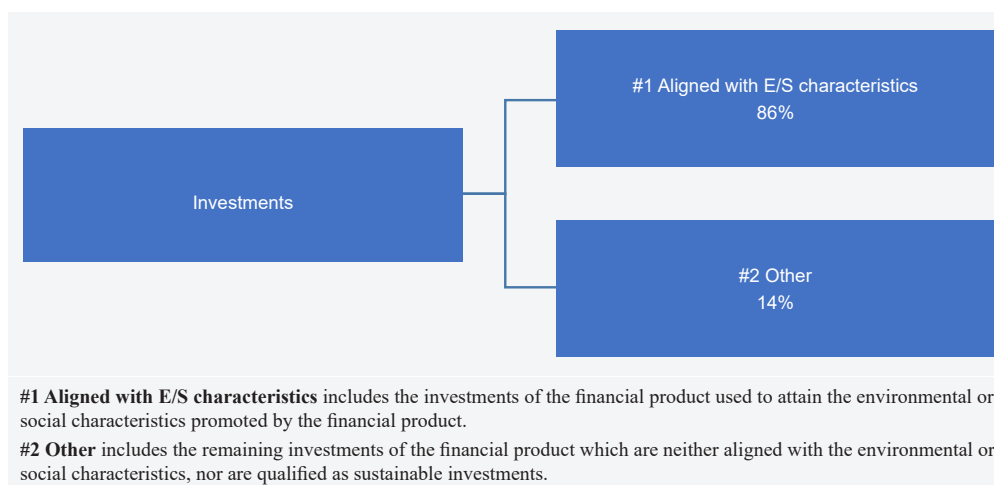 #1 Aligned with E/S characteristics
86%
Investments
#2 Other
14%
#1 Aligned with E/S characteristics includes the investments of the financial product used to attain the environmental or
social characteristics promoted by the financial product.
#2 Other includes the remaining investments of the financial product which are neither aligned with the environmental or
social characteristics, nor are qualified as sustainable investments.